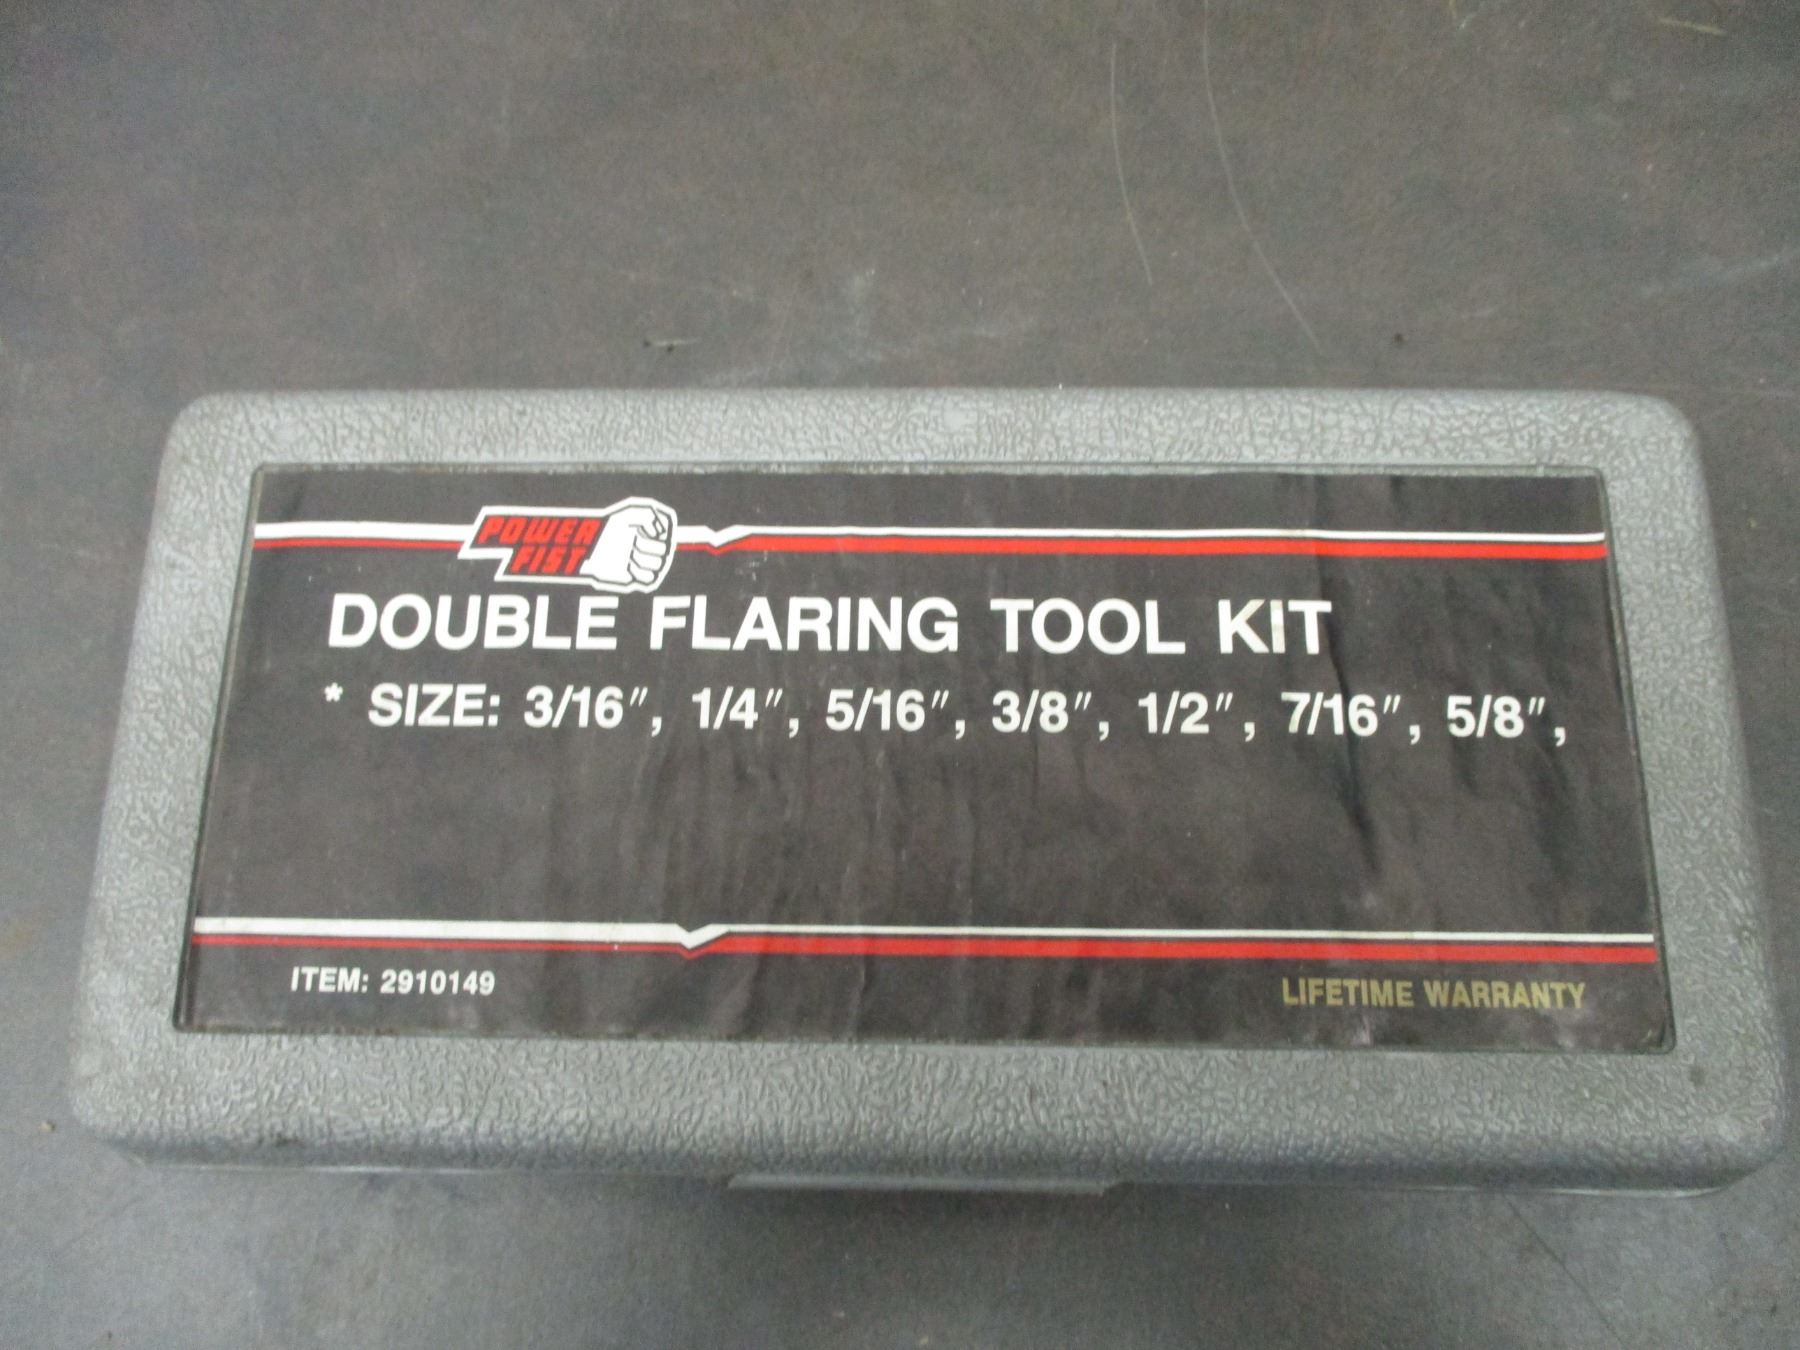 POWER
FIST
DOUBLE FLARING TOOL KIT
* SIZE: 3/16", 1/4", 5/16", 3/8", 1/2", 7/16", 5/8",
ITEM: 2910149
LIFETIME WARRANTY